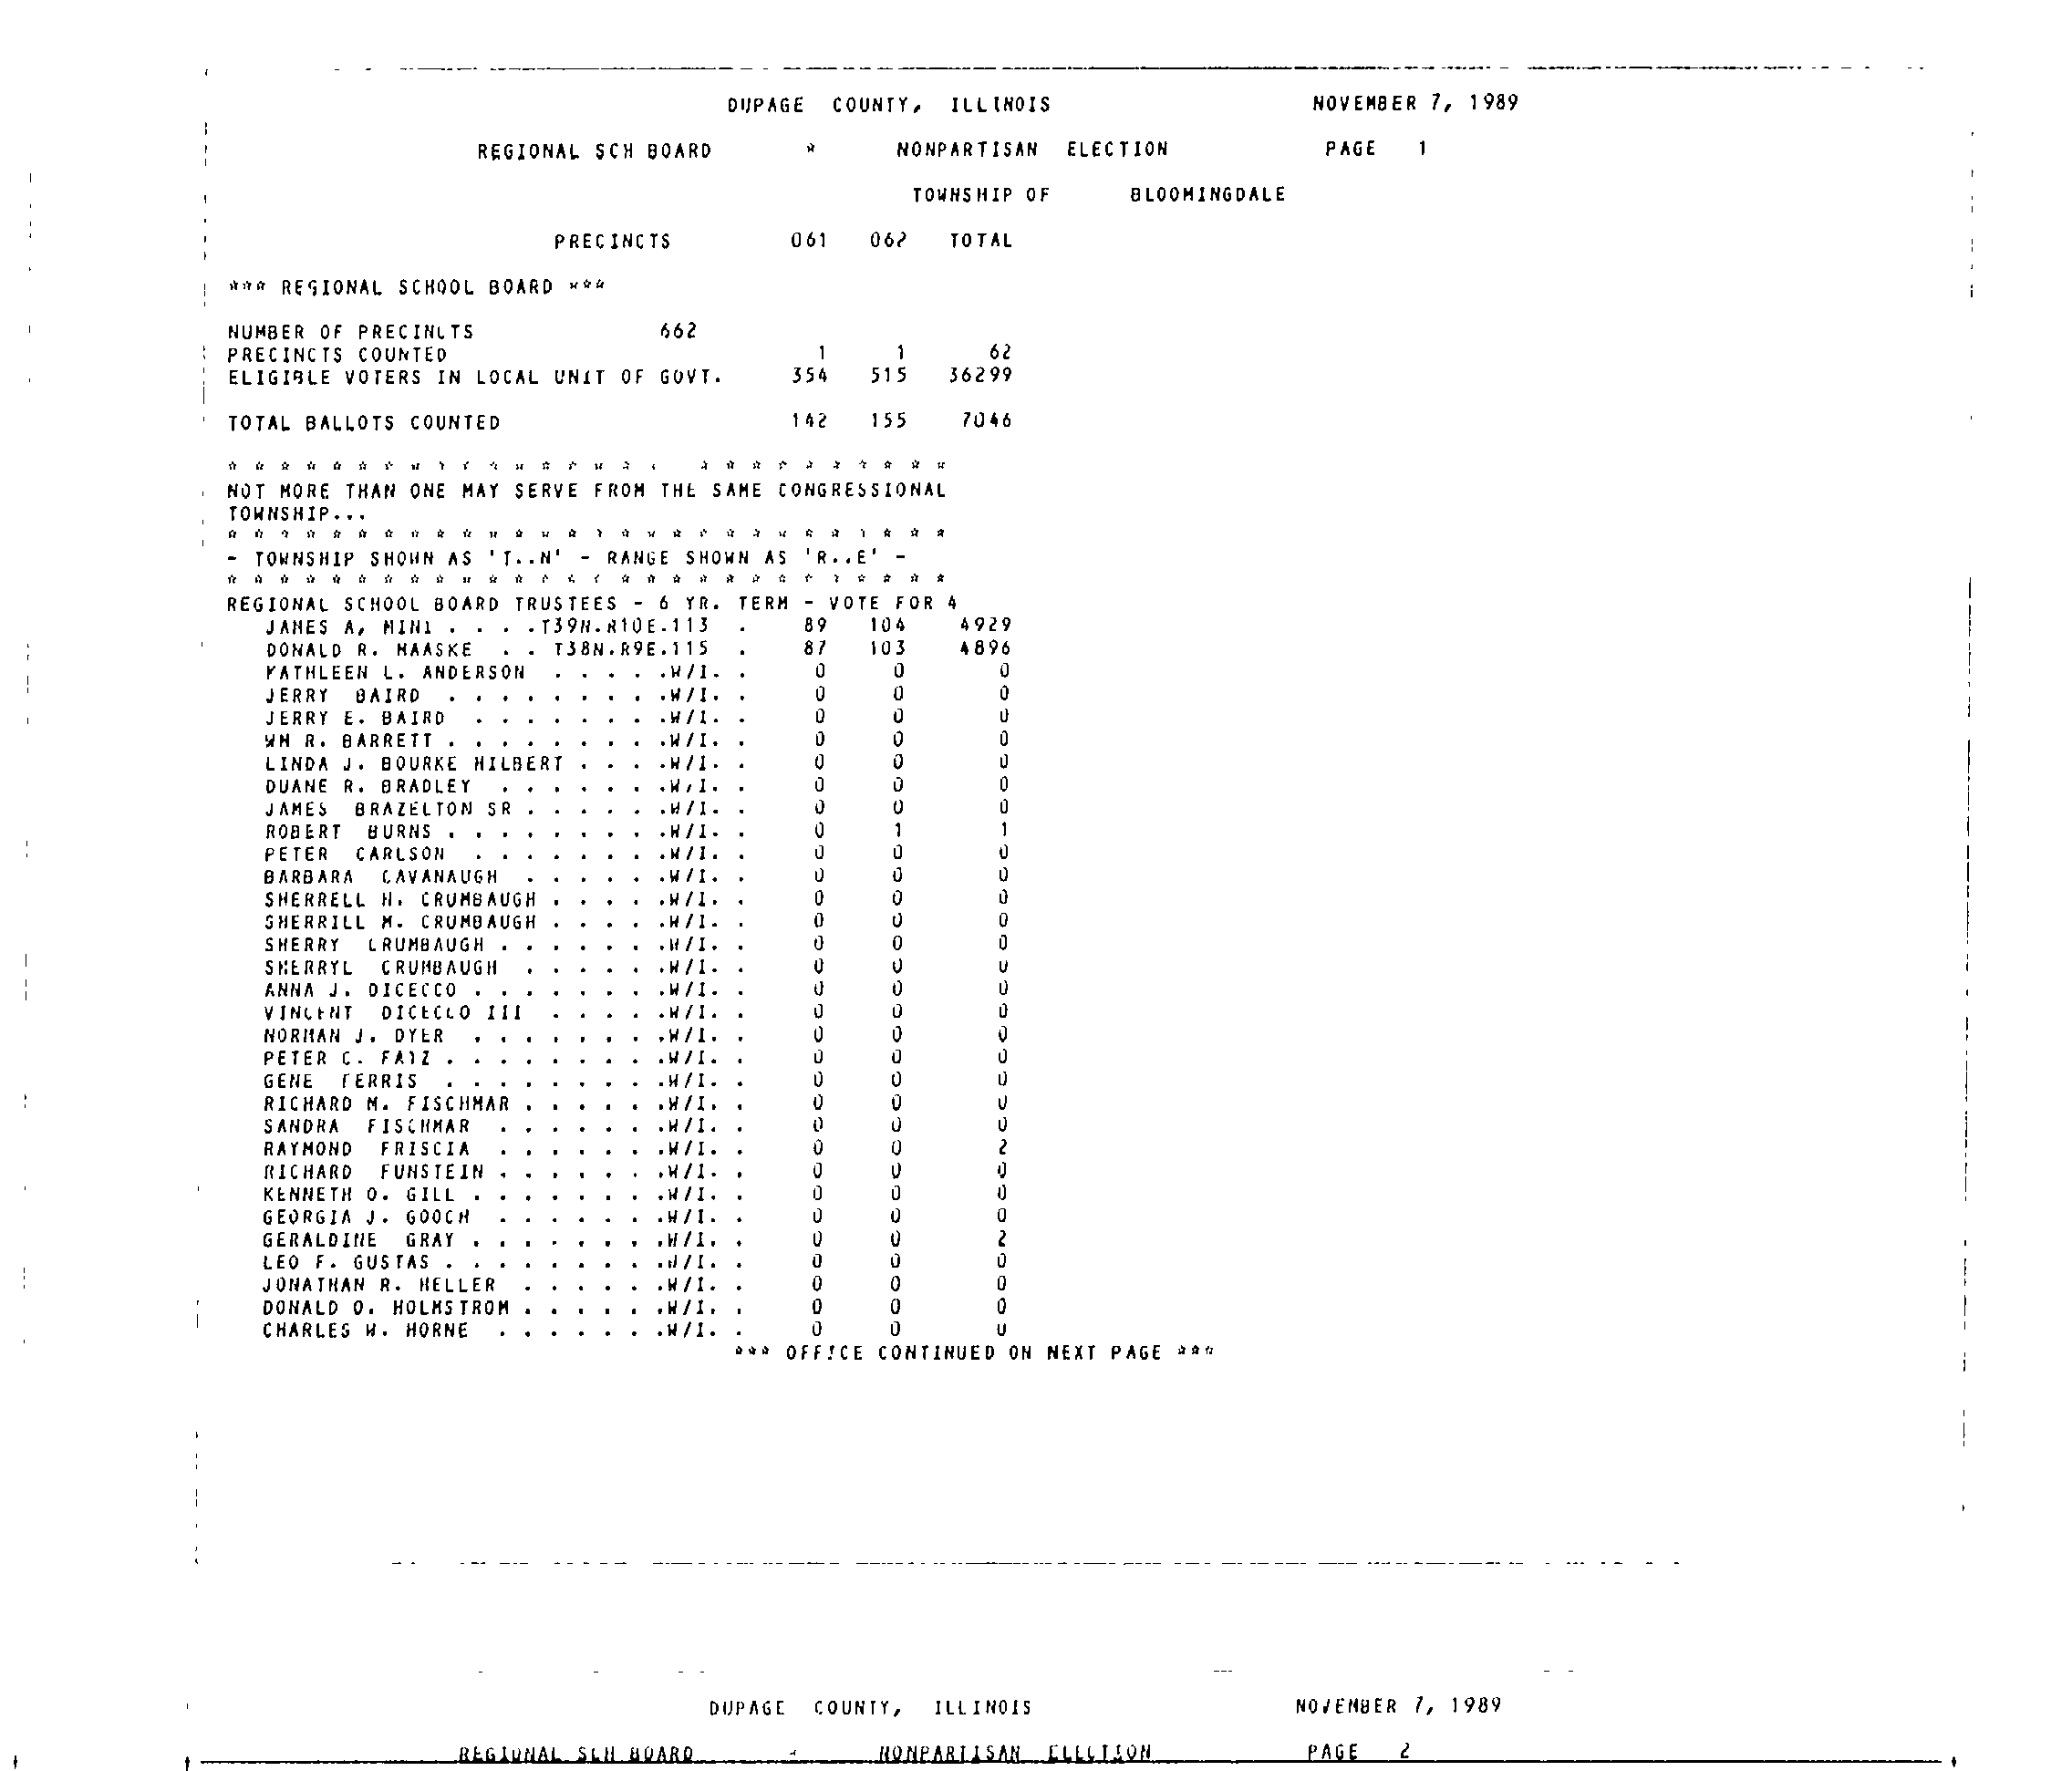 DUPAGE COUNTY, ILLINOIS NOVEMBER 7, 1989
REGIONAL SCH BOARD * NONPARTISAN ELECTION PAGE 1
TOWNSHIP OF BLOOMINGDALE
PRECINCTS 061 062 TOTAL
*** REGIONAL SCHOOL BOARD ***
NUMBER OF PRECINCTS 662
PRECINCTS COUNTED 1 1 62
ELIGIBLE VOTERS IN LOCAL UNIT OF GOVT. 354 515 36299
TOTAL BALLOTS COUNTED 142 155 7046
* * * * * * * * * * * * * * * * * * * * * * * * * * * *
NOT MORE THAN ONE MAY SERVE FROM THE SAME CONGRESSIONAL
TOWNSHIP...
* * * * * * * * * * * * * * * * * * * * * * * * * * * *
- TOWNSHIP SHOWN AS 'T..N' - RANGE SHOWN AS 'R..E' -
* * * * * * * * * * * * * * * * * * * * * * * * * * * *
REGIONAL SCHOOL BOARD TRUSTEES - 6 YR. TERM - VOTE FOR 4
JAMES A. MINI . . . .T39N.R10E.113 . 89 104 4929
DONALD R. MAASKE . . T38N.R9E.115 . 87 103 4896
KATHLEEN L. ANDERSON . . . . .W/I. . 0 0 0
JERRY BAIRD . . . . . . . . .W/I. . 0 0 0
JERRY E. BAIRD . . . . . . . .W/I. . 0 0 0
WM R. BARRETT . . . . . . . . .W/I. . 0 0 0
LINDA J. BOURKE HILBERT . . . .W/I. . 0 0 0
DUANE R. BRADLEY . . . . . . .W/I. . 0 0 0
JAMES BRAZELTON SR . . . . . .W/I. . 0 0 0
ROBERT BURNS . . . . . . . . .W/I. . 0 1 1
PETER CARLSON . . . . . . . .W/I. . 0 0 0
BARBARA CAVANAUGH . . . . . .W/I. . 0 0 0
SHERRELL H. CRUMBAUGH . . . . .W/I. . 0 0 0
SHERRILL M. CRUMBAUGH . . . . .W/I. . 0 0 0
SHERRY CRUMBAUGH . . . . . . .W/I. . 0 0 0
SHERRYL CRUMBAUGH . . . . . .W/I. . 0 0 0
ANNA J. DICECCO . . . . . . . .W/I. . 0 0 0
VINCENT DICECCO III . . . . .W/I. . 0 0 0
NORMAN J. DYER . . . . . . . .W/I. . 0 0 0
PETER C. . . . . . . . . .W/I. . 0 0 0
GENE FERRIS . . . . . . . . .W/I. . 0 0 0
RICHARD M. FISCHMAR . . . . . .W/I. . 0 0 0
SANDRA FISCHMAR . . . . . . .W/I. . 0 0 0
RAYMOND FRISCIA . . . . . . .W/I. . 0 0 2
RICHARD FUNSTEIN . . . . . . .W/I. . 0 0 0
KENNETH O. GILL . . . . . . . .W/I. . 0 0 0
GEORGIA J. GOOCH . . . . . . .W/I. . 0 0 0
GERALDINE GRAY . . . . . . . .W/I. . 0 0 2
LEO F. GUSTAS . . . . . . . . .W/I. . 0 0 0
JONATHAN R. HELLER . . . . . .W/I. . 0 0 0
DONALD O. HOLMSTROM . . . . . .W/I. . 0 0 0
CHARLES W. HORNE . . . . . . .W/I. . 0 0 0
*** OFFICE CONTINUED ON NEXT PAGE ***
DUPAGE COUNTY, ILLINOIS NOVEMBER 7, 1989
REGIONAL SCH BOARD * NONPARTISAN ELECTION PAGE 2